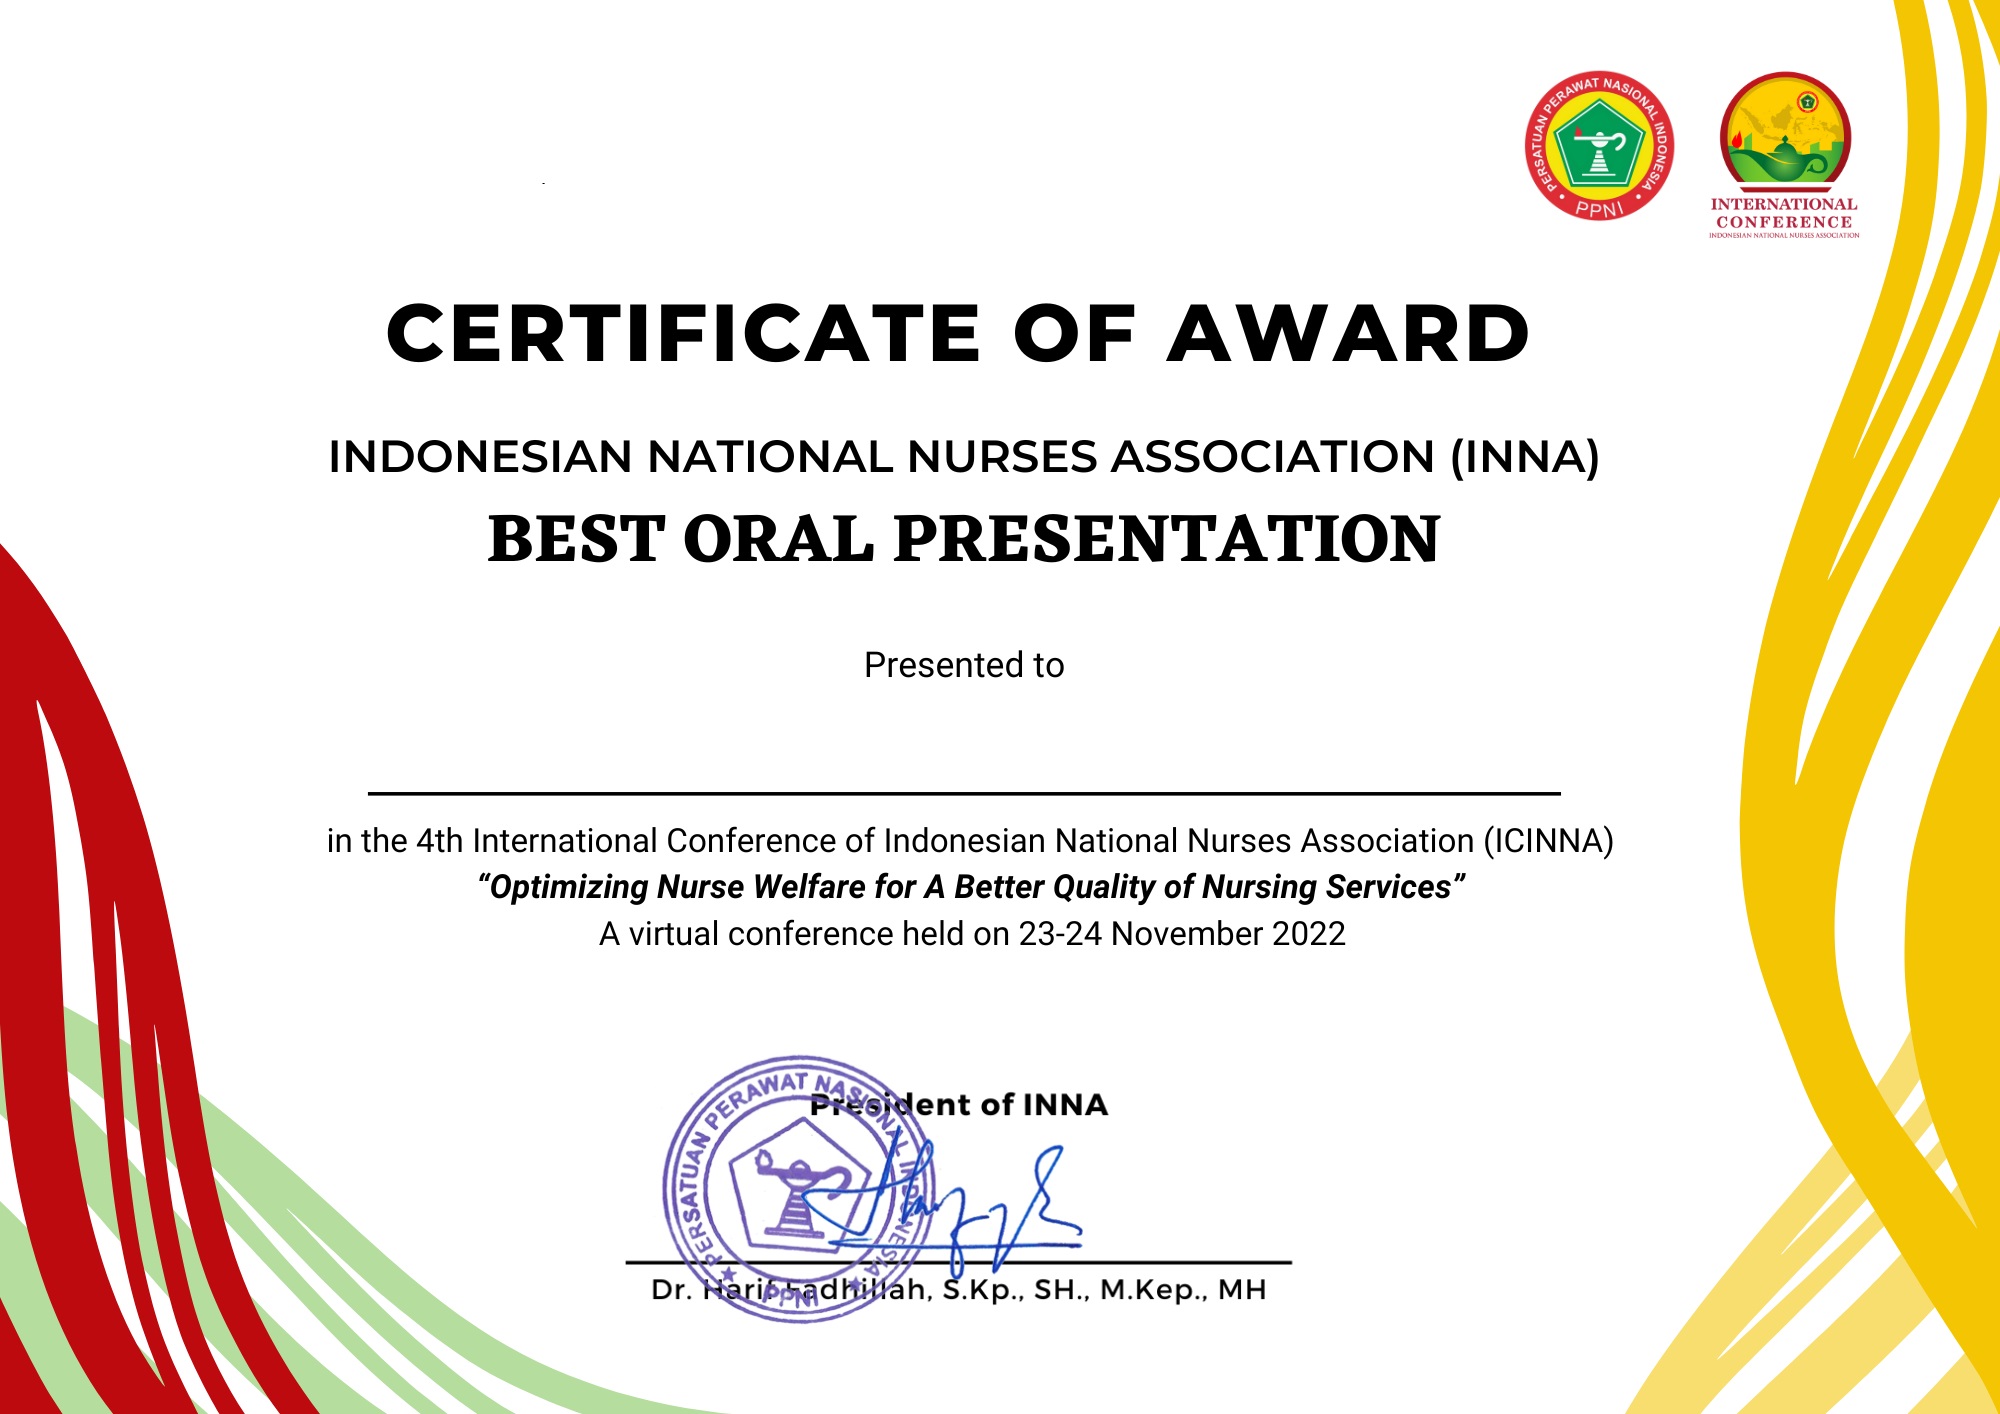 PERSATUAN PERAWAT NASIONAL INDONESIA
PPNI
INTERNATIONAL
CONFERENCE
INDONESIAN NATIONAL NURSES ASSOCIATION
CERTIFICATE OF AWARD
INDONESIAN NATIONAL NURSES ASSOCIATION (INNA)
BEST ORAL PRESENTATION
Presented to
in the 4th International Conference of Indonesian National Nurses Association (ICINNA)
“Optimizing Nurse Welfare for A Better Quality of Nursing Services”
A virtual conference held on 23-24 November 2022
President of INNA
PERSATUAN PERAWAT NASIONAL INDONESIA
PPNI
Dr. Harif Fadhillah, S.Kp., SH., M.Kep., MH